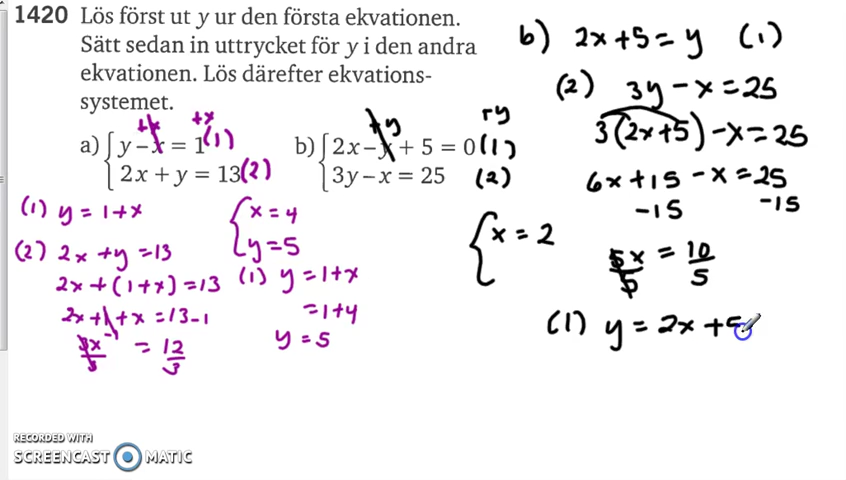 1420 Lös först ut y ur den första ekvationen.
Sätt sedan in uttrycket för y i den andra
ekvationen. Lös därefter ekvations-
systemet.
+x +x
a) { y − x = 1 (1)
2x + y = 13 (2)
+y +y
b) { 2x − y + 5 = 0 (1)
3y − x = 25 (2)
(1) y = 1+x
(2) 2x + y = 13
2x + (1+x) = 13
2x + 1 + x = 13 - 1
-1
3x/3 = 12/3
{ x = 4
y = 5
(1) y = 1+x
= 1+4
y = 5
b) 2x + 5 = y (1)
(2) 3y - x = 25
3(2x+5) - x = 25
6x + 15 - x = 25
-15 -15
5x/5 = 10/5
{ x = 2
(1) y = 2x + 5
RECORDED WITH
SCREENCAST MATIC